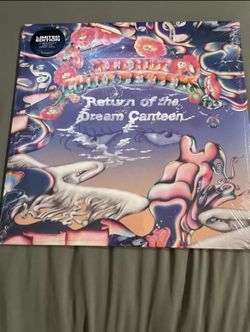 LIMITED
EDITION
RED HOT
CHILI PEPPERS
Return of the
Dream Canteen